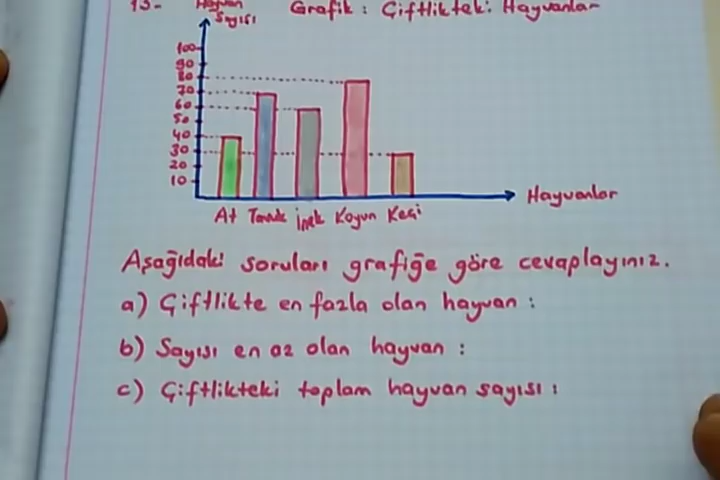 13- Hayvan Sayısı Grafik : Çiftlikteki Hayvanlar
100
90
80
70
60
50
40
30
20
10
Hayvanlar
At Tavuk İnek Koyun Keçi
Aşağıdaki soruları grafiğe göre cevaplayınız.
a) Çiftlikte en fazla olan hayvan :
b) Sayısı en az olan hayvan :
c) Çiftlikteki toplam hayvan sayısı :